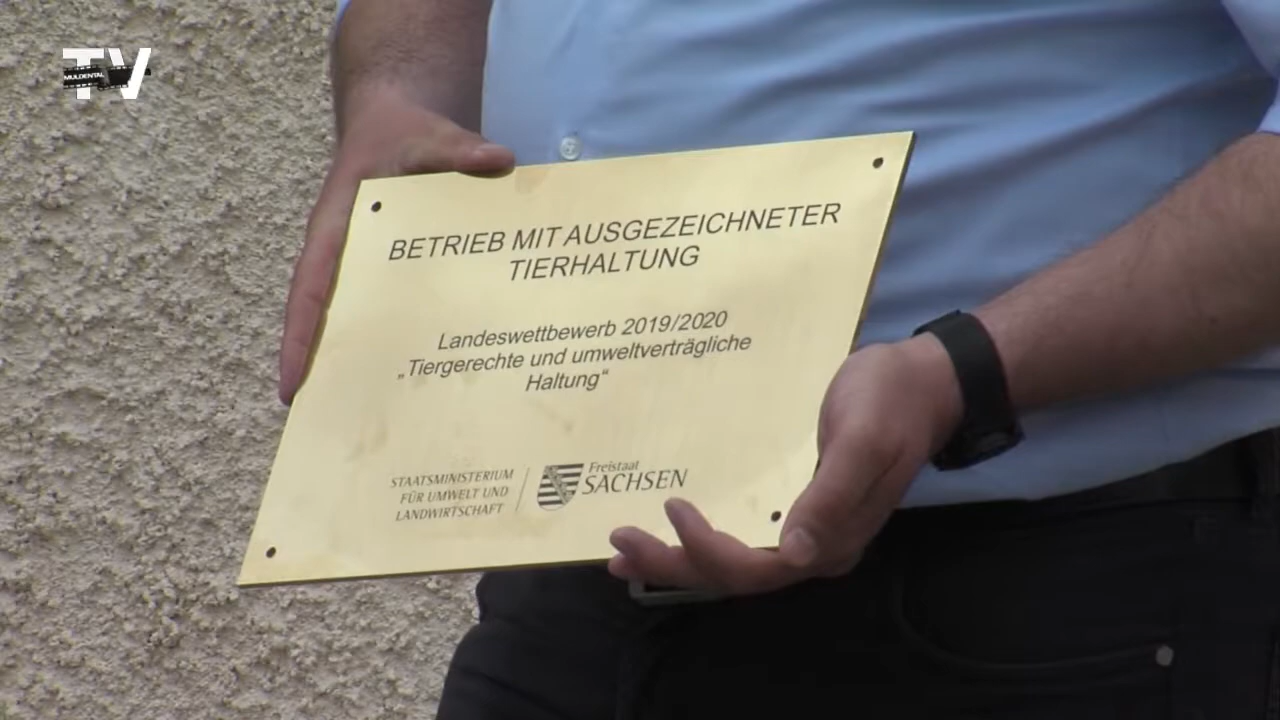 TV
MULDENTAL
BETRIEB MIT AUSGEZEICHNETER
TIERHALTUNG
Landeswettbewerb 2019/2020
„Tiergerechte und umweltverträgliche
Haltung“
STAATSMINISTERIUM
FÜR UMWELT UND
LANDWIRTSCHAFT
Freistaat
SACHSEN